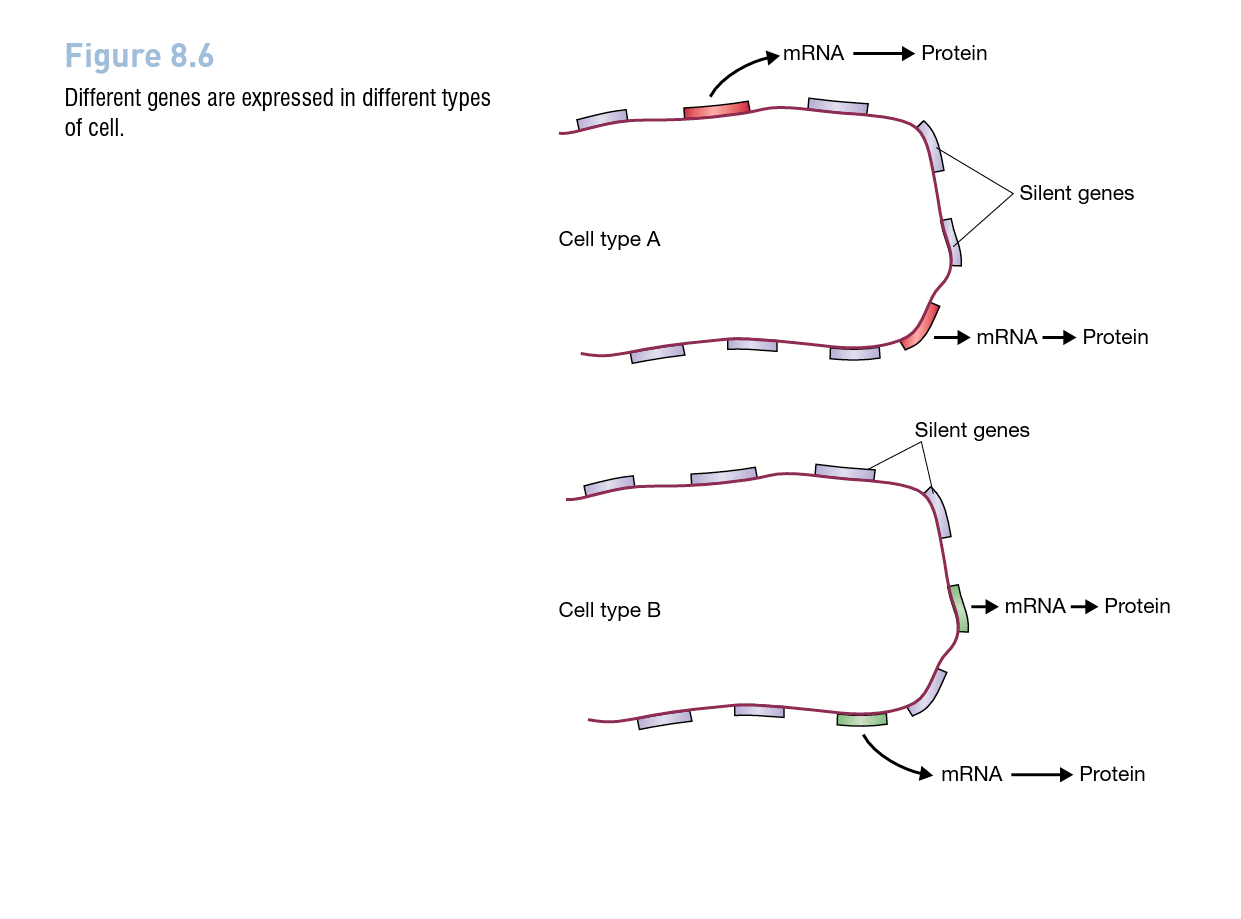 Figure 8.6
Different genes are expressed in different types
of cell.
mRNA Protein
Silent genes
Cell type A
mRNA Protein
Silent genes
Cell type B
mRNA Protein
mRNA Protein